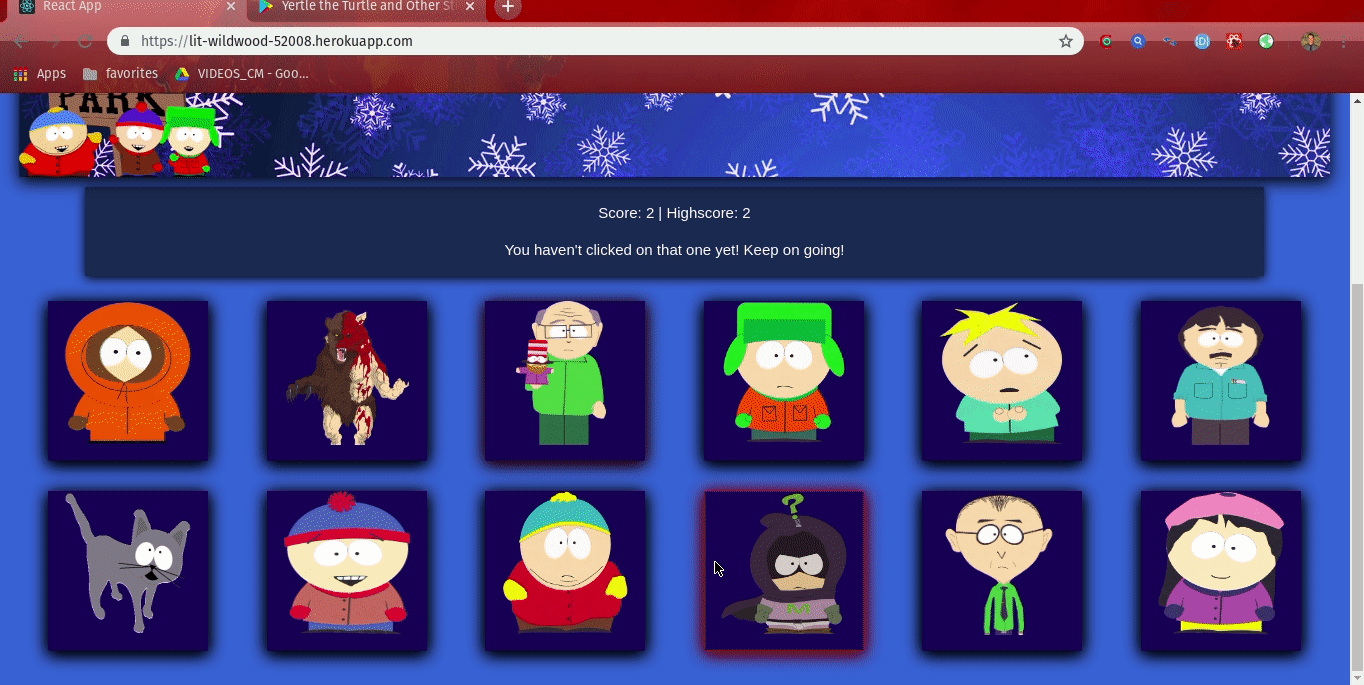 React App
Yertle the Turtle and Other St
https://lit-wildwood-52008.herokuapp.com
Apps
favorites
VIDEOS_CM - Goo...
PARK
Score: 2 | Highscore: 2
You haven't clicked on that one yet! Keep on going!
?
M